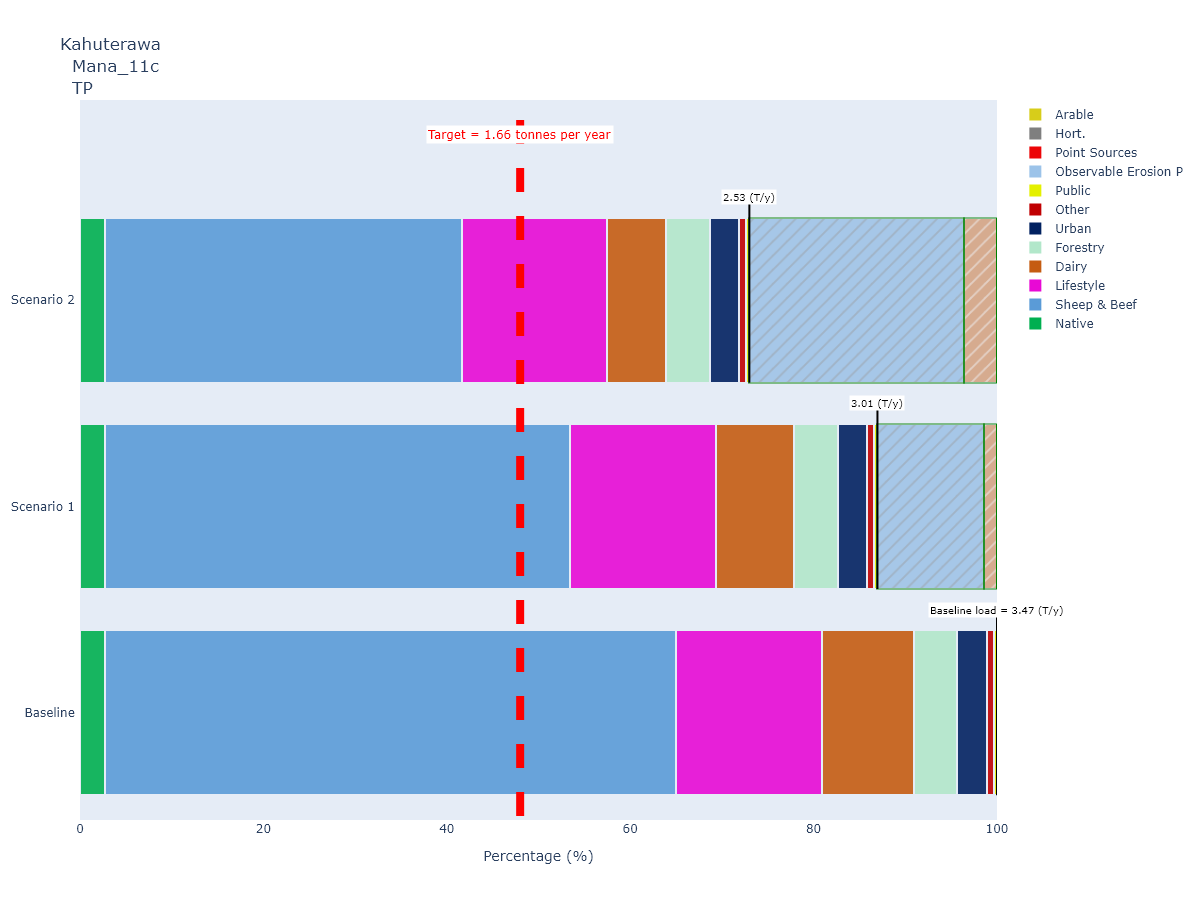 Kahuterawa
Mana_11c
TP
Target = 1.66 tonnes per year
2.53 (T/y)
Scenario 2
3.01 (T/y)
Scenario 1
Baseline load = 3.47 (T/y)
Baseline
0 20 40 60 80 100
Percentage (%)
Arable
Hort.
Point Sources
Observable Erosion P
Public
Other
Urban
Forestry
Dairy
Lifestyle
Sheep & Beef
Native